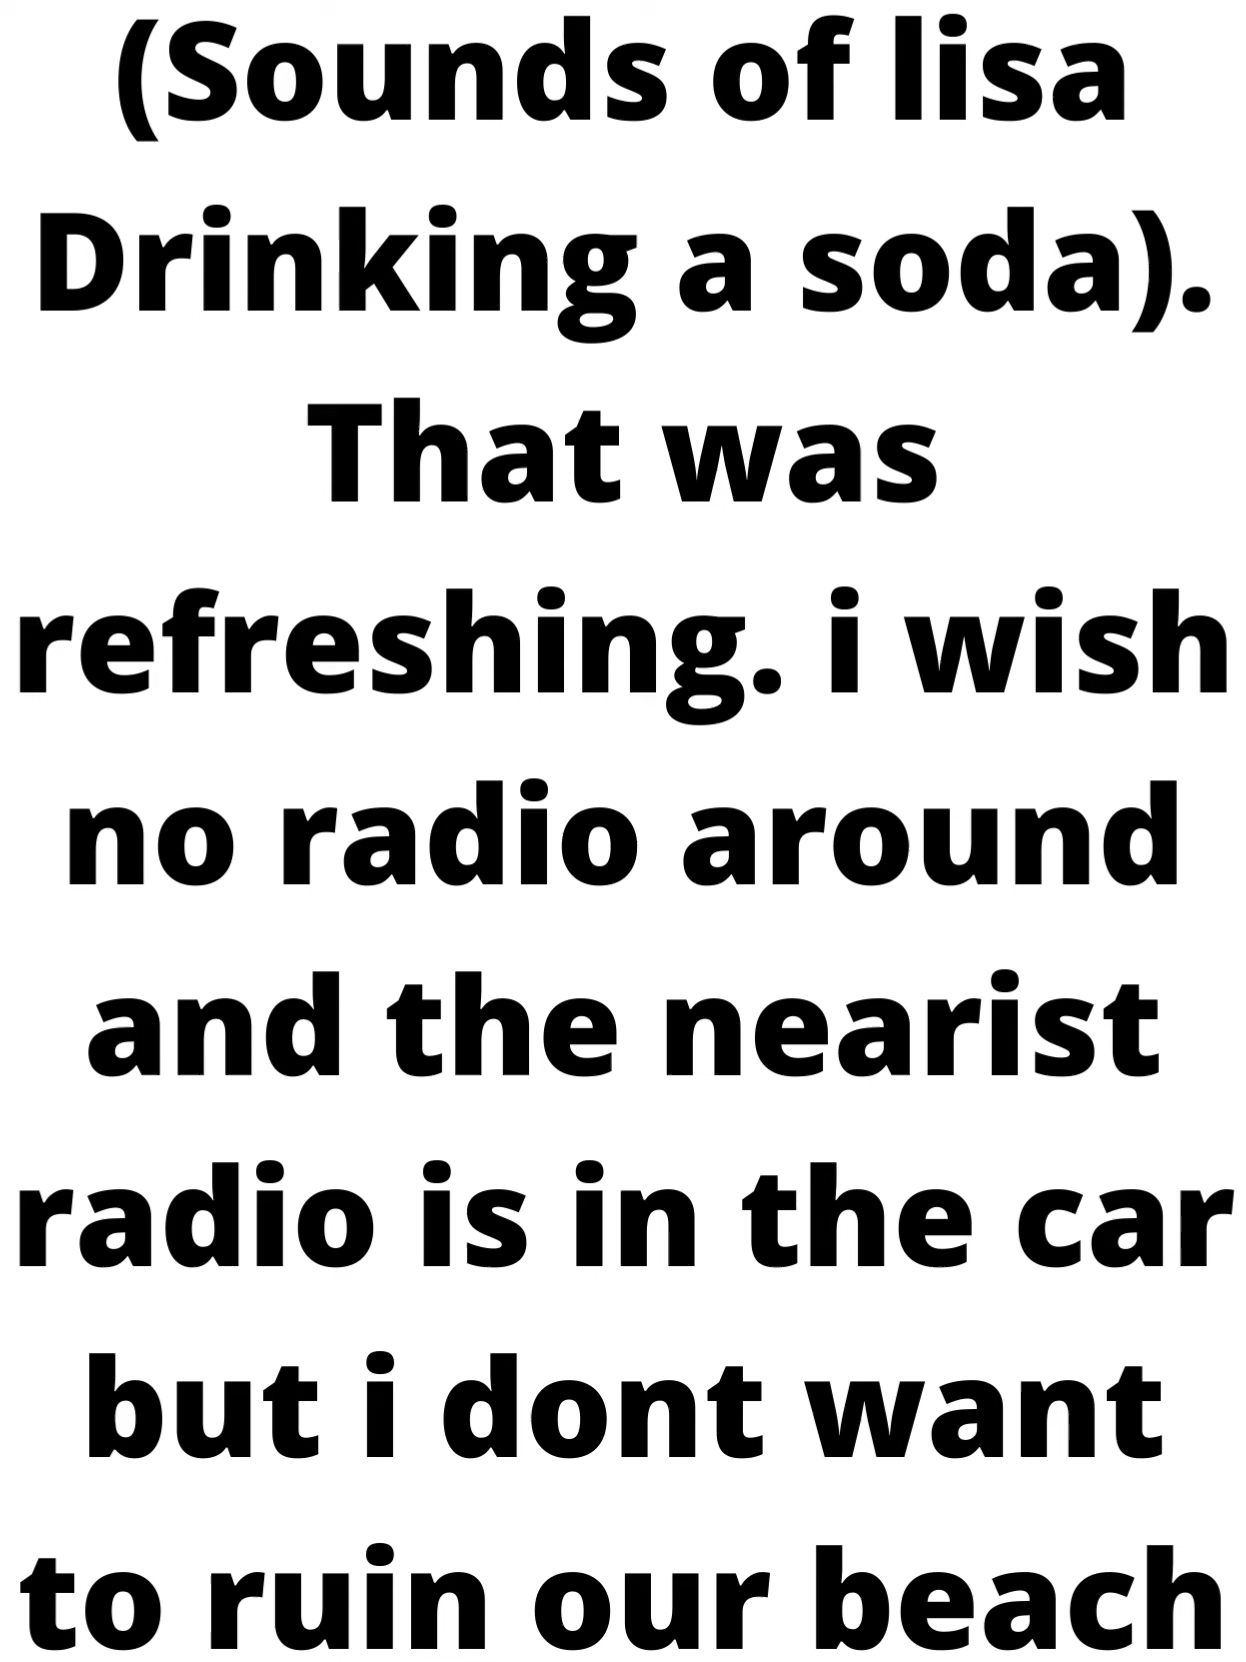 (Sounds of lisa
Drinking a soda).
That was
refreshing. i wish
no radio around
and the nearist
radio is in the car
but i dont want
to ruin our beach